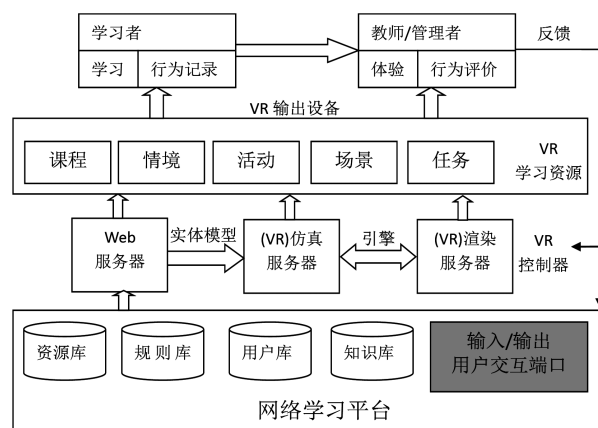 学习者
教师/管理者
反馈
学习 行为记录
体验 行为评价
VR 输出设备
课程
情境
活动
场景
任务
VR
学习资源
Web
服务器
实体模型
(VR)仿真
服务器
引擎
(VR)渲染
服务器
VR
控制器
资源库
规则库
用户库
知识库
输入/输出
用户交互端口
网络学习平台